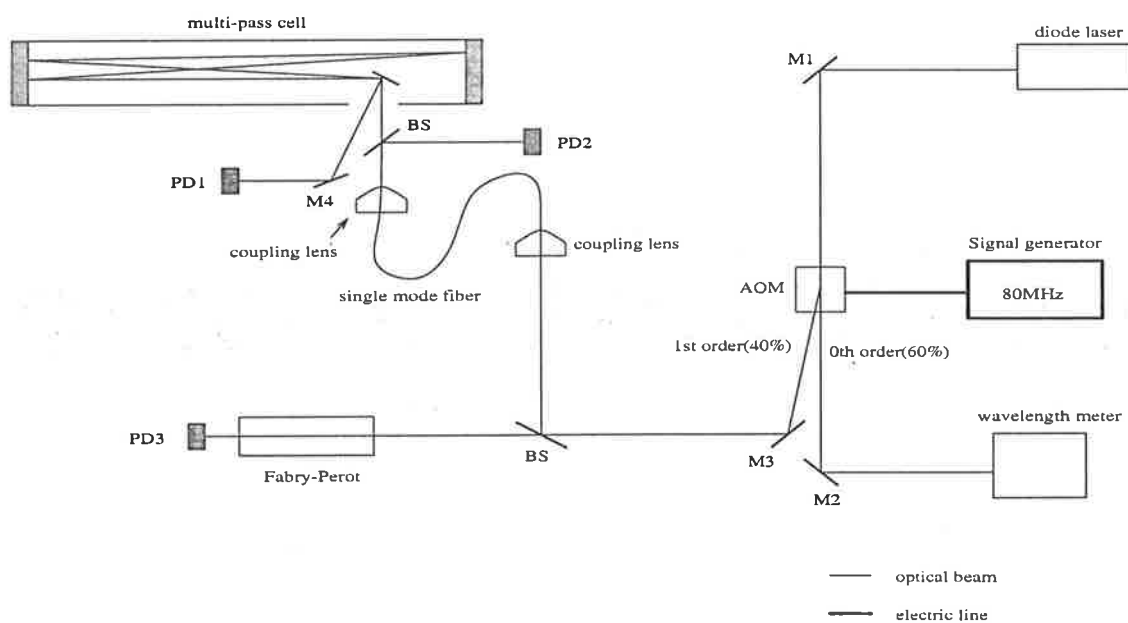 multi-pass cell
diode laser
M1
BS
PD2
PD1
M4
coupling lens
coupling lens
single mode fiber
Signal generator
AOM
80MHz
1st order(40%)
0th order(60%)
wavelength meter
PD3
Fabry-Perot
BS
M3
M2
optical beam
electric line